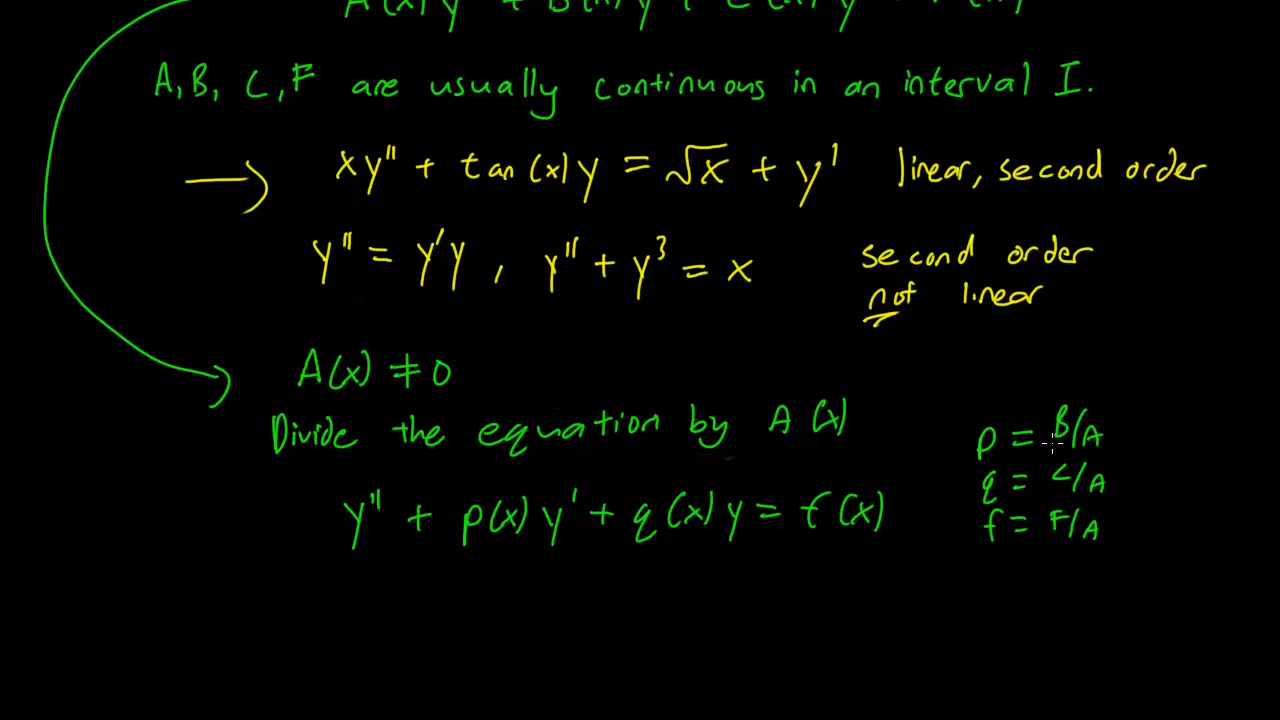 A(x)y
A, B, C, F are usually continuous in an interval I.
xy'' + tan(x)y = √x + y' linear, second order
y'' = y'y , y'' + y³ = x second order
not linear
A(x) ≠ 0
Divide the equation by A(x)
p = B/A
q = C/A
y'' + p(x)y' + q(x)y = f(x)
f = F/A